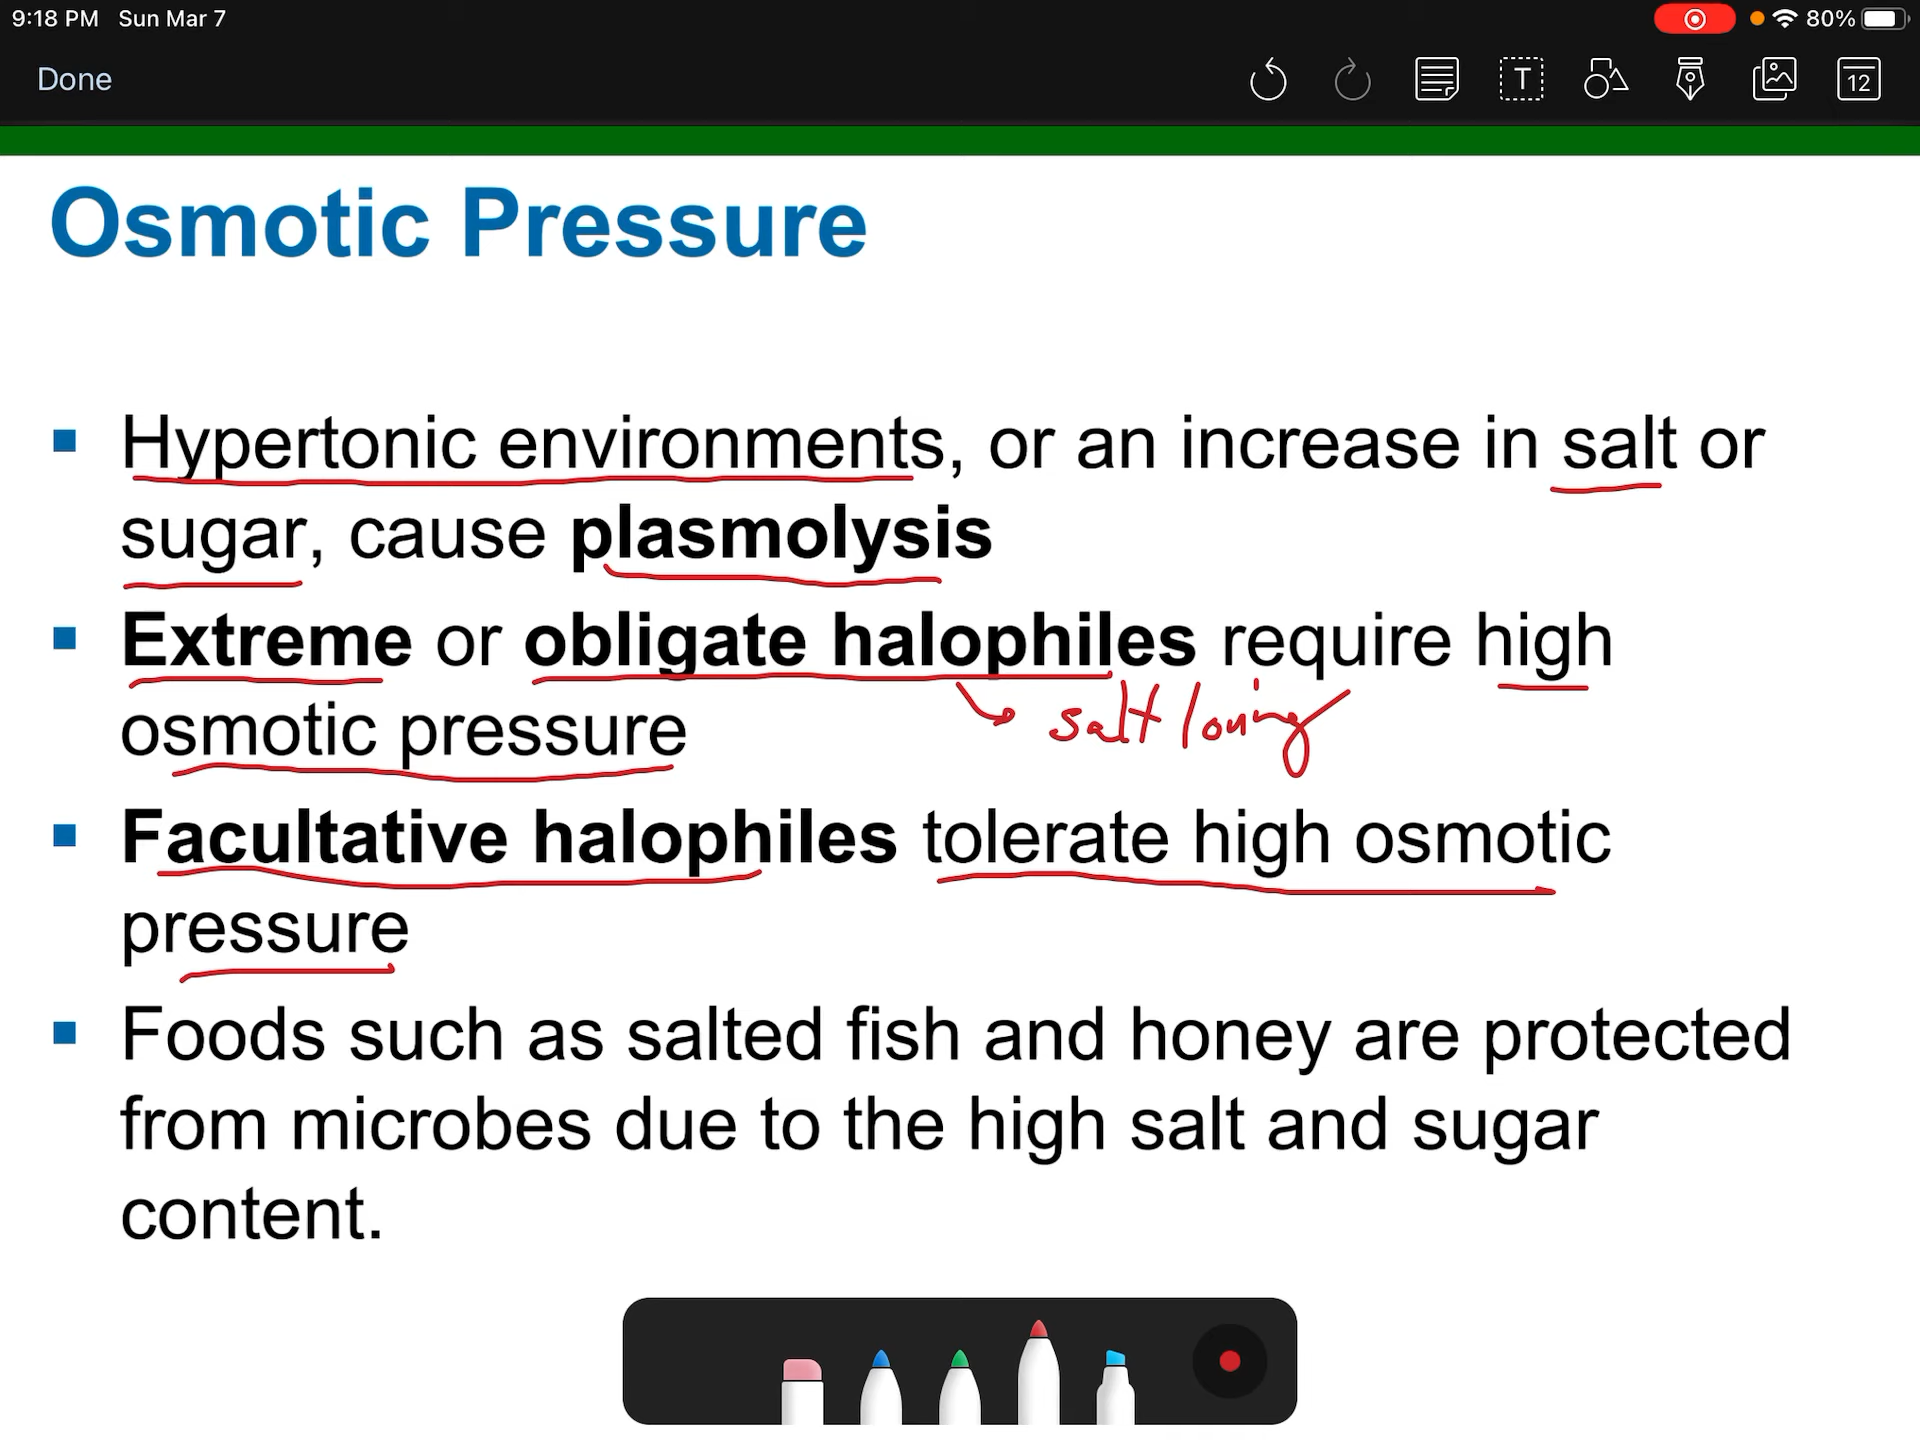 9:18 PM Sun Mar 7 80%
Done T 12
Osmotic Pressure
Hypertonic environments, or an increase in salt or
sugar, cause plasmolysis
Extreme or obligate halophiles require high
osmotic pressure
salt loving
Facultative halophiles tolerate high osmotic
pressure
Foods such as salted fish and honey are protected
from microbes due to the high salt and sugar
content.